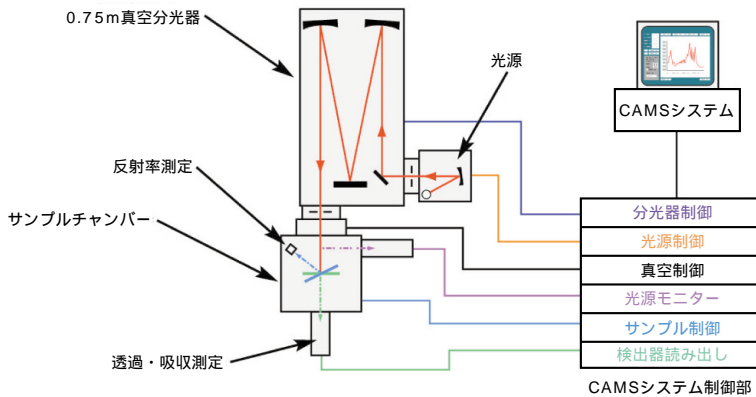 0.75m真空分光器
光源
CAMSシステム
反射率測定
サンプルチャンバー
分光器制御
光源制御
真空制御
光源モニター
サンプル制御
検出器読み出し
透過・吸収測定
CAMSシステム制御部